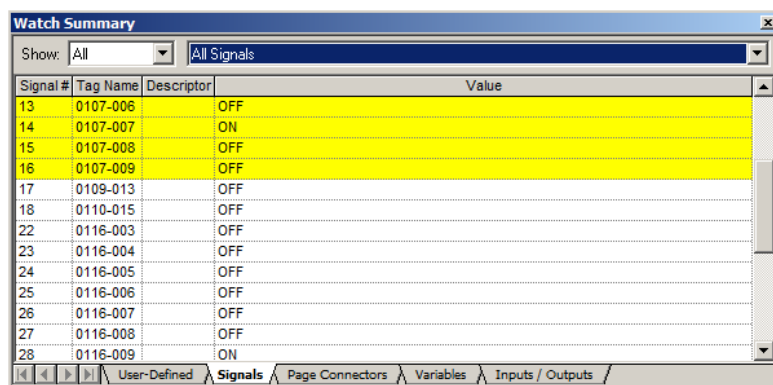 Watch Summary
Show: All All Signals
Signal # Tag Name Descriptor Value
13 0107-006 OFF
14 0107-007 ON
15 0107-008 OFF
16 0107-009 OFF
17 0109-013 OFF
18 0110-015 OFF
22 0116-003 OFF
23 0116-004 OFF
24 0116-005 OFF
25 0116-006 OFF
26 0116-007 OFF
27 0116-008 OFF
28 0116-009 ON
User-Defined Signals Page Connectors Variables Inputs / Outputs